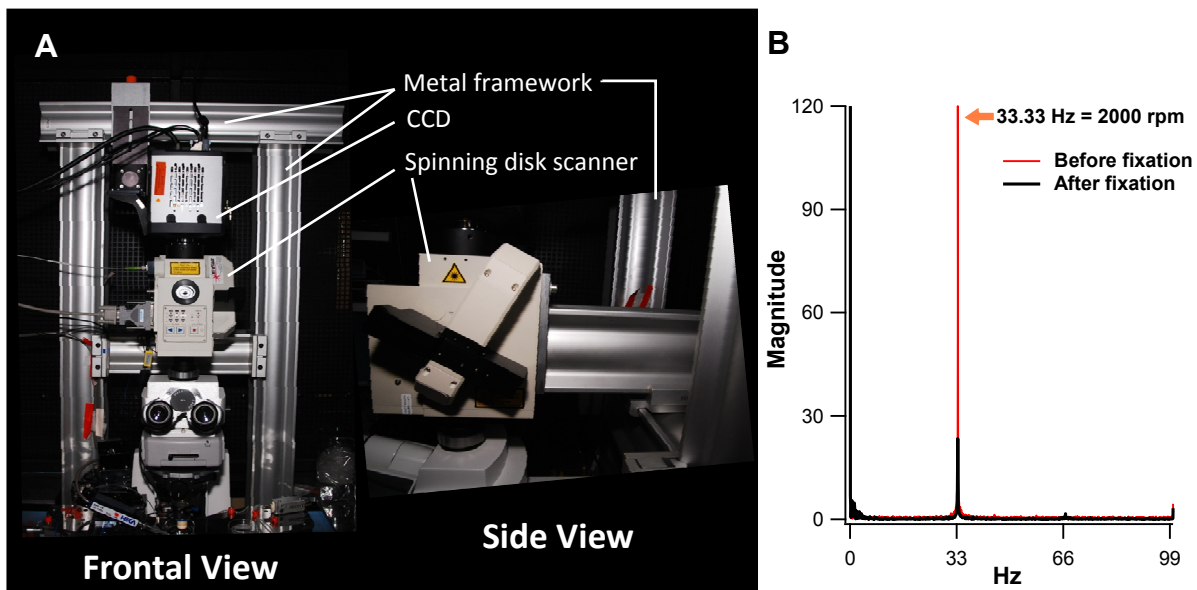 A
Metal framework
CCD
Spinning disk scanner
Frontal View
Side View
B
120
90
60
30
0
Magnitude
33.33 Hz = 2000 rpm
Before fixation
After fixation
0
33
66
99
Hz